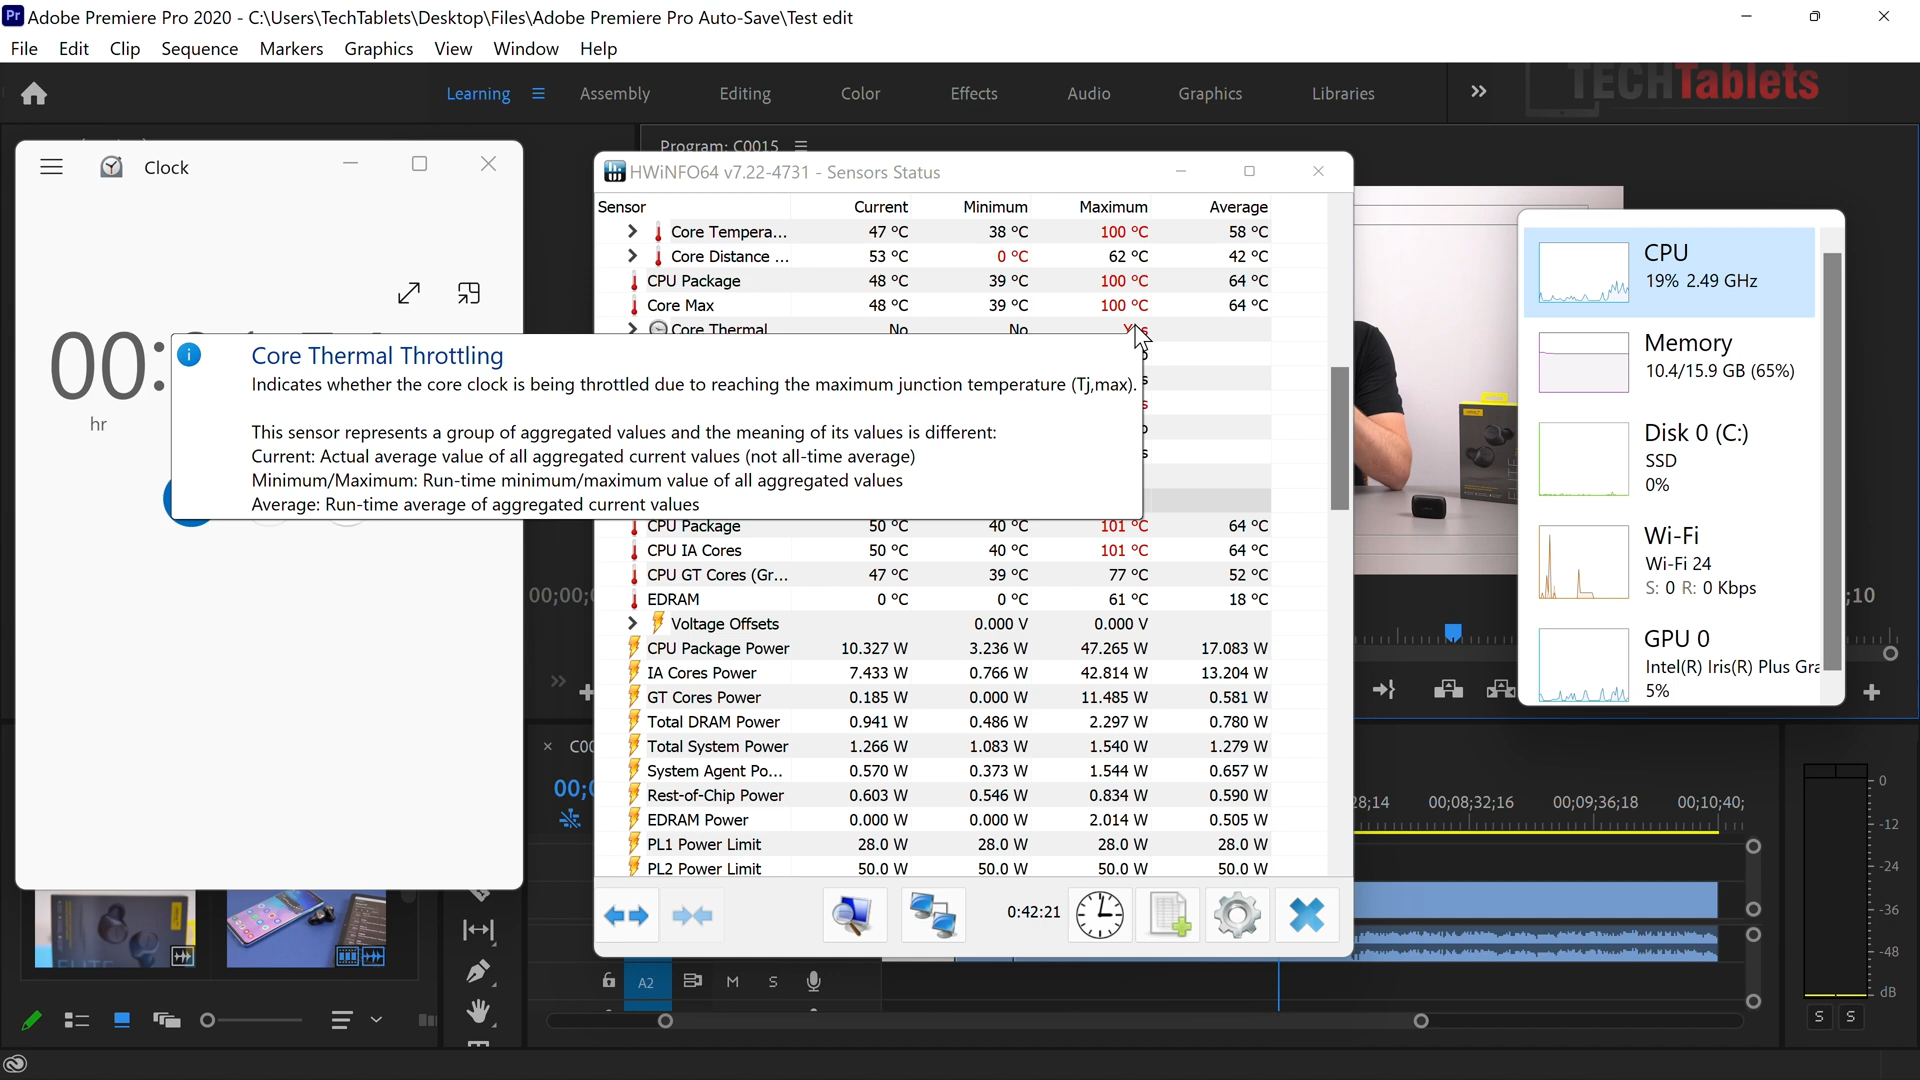 Pr Adobe Premiere Pro 2020 - C:\Users\TechTablets\Desktop\Files\Adobe Premiere Pro Auto-Save\Test edit
File Edit Clip Sequence Markers Graphics View Window Help
Learning Assembly Editing Color Effects Audio Graphics Libraries
TECHTablets
Program: C0015
Clock
00:
hr
HWiNFO64 v7.22-4731 - Sensors Status
Sensor Current Minimum Maximum Average
Core Tempera... 47 °C 38 °C 100 °C 58 °C
Core Distance ... 53 °C 0 °C 62 °C 42 °C
CPU Package 48 °C 39 °C 100 °C 64 °C
Core Max 48 °C 39 °C 100 °C 64 °C
Core Thermal No No Yes
Core Thermal Throttling
Indicates whether the core clock is being throttled due to reaching the maximum junction temperature (Tj,max).
This sensor represents a group of aggregated values and the meaning of its values is different:
Current: Actual average value of all aggregated current values (not all-time average)
Minimum/Maximum: Run-time minimum/maximum value of all aggregated values
Average: Run-time average of aggregated current values
CPU Package 50 °C 40 °C 101 °C 64 °C
CPU IA Cores 50 °C 40 °C 101 °C 64 °C
CPU GT Cores (Gr... 47 °C 39 °C 77 °C 52 °C
EDRAM 0 °C 0 °C 61 °C 18 °C
Voltage Offsets 0.000 V 0.000 V
CPU Package Power 10.327 W 3.236 W 47.265 W 17.083 W
IA Cores Power 7.433 W 0.766 W 42.814 W 13.204 W
GT Cores Power 0.185 W 0.000 W 11.485 W 0.581 W
Total DRAM Power 0.941 W 0.486 W 2.297 W 0.780 W
Total System Power 1.266 W 1.083 W 1.540 W 1.279 W
System Agent Po... 0.570 W 0.373 W 1.544 W 0.657 W
Rest-of-Chip Power 0.603 W 0.546 W 0.834 W 0.590 W
EDRAM Power 0.000 W 0.000 W 2.014 W 0.505 W
PL1 Power Limit 28.0 W 28.0 W 28.0 W 28.0 W
PL2 Power Limit 50.0 W 50.0 W 50.0 W 50.0 W
0:42:21
CPU
19% 2.49 GHz
Memory
10.4/15.9 GB (65%)
Disk 0 (C:)
SSD
0%
Wi-Fi
Wi-Fi 24
S: 0 R: 0 Kbps
GPU 0
Intel(R) Iris(R) Plus Gra
5%
00;00;
;10
ELITE
× C00
00;0
28;14 00;08;32;16 00;09;36;18 00;10;40;
A2 M S
0
-12
-24
-36
-48
dB
S S